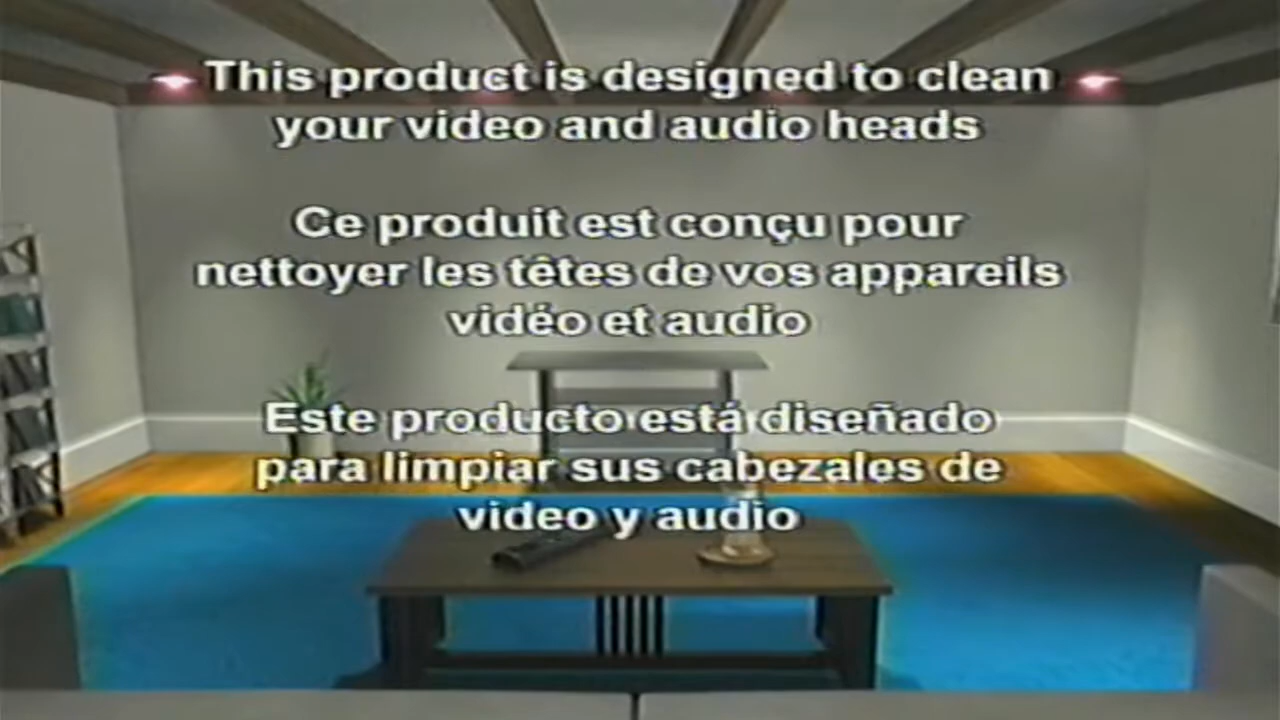 This product is designed to clean
your video and audio heads
Ce produit est conçu pour
nettoyer les têtes de vos appareils
vidéo et audio
Este producto está diseñado
para limpiar sus cabezales de
video y audio